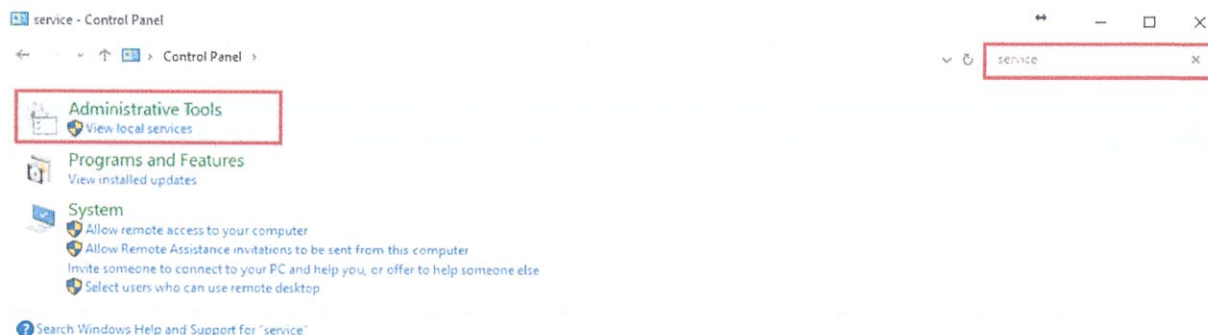 service - Control Panel
Control Panel
service
Administrative Tools
View local services
Programs and Features
View installed updates
System
Allow remote access to your computer
Allow Remote Assistance invitations to be sent from this computer
Invite someone to connect to your PC and help you, or offer to help someone else
Select users who can use remote desktop
Search Windows Help and Support for "service"